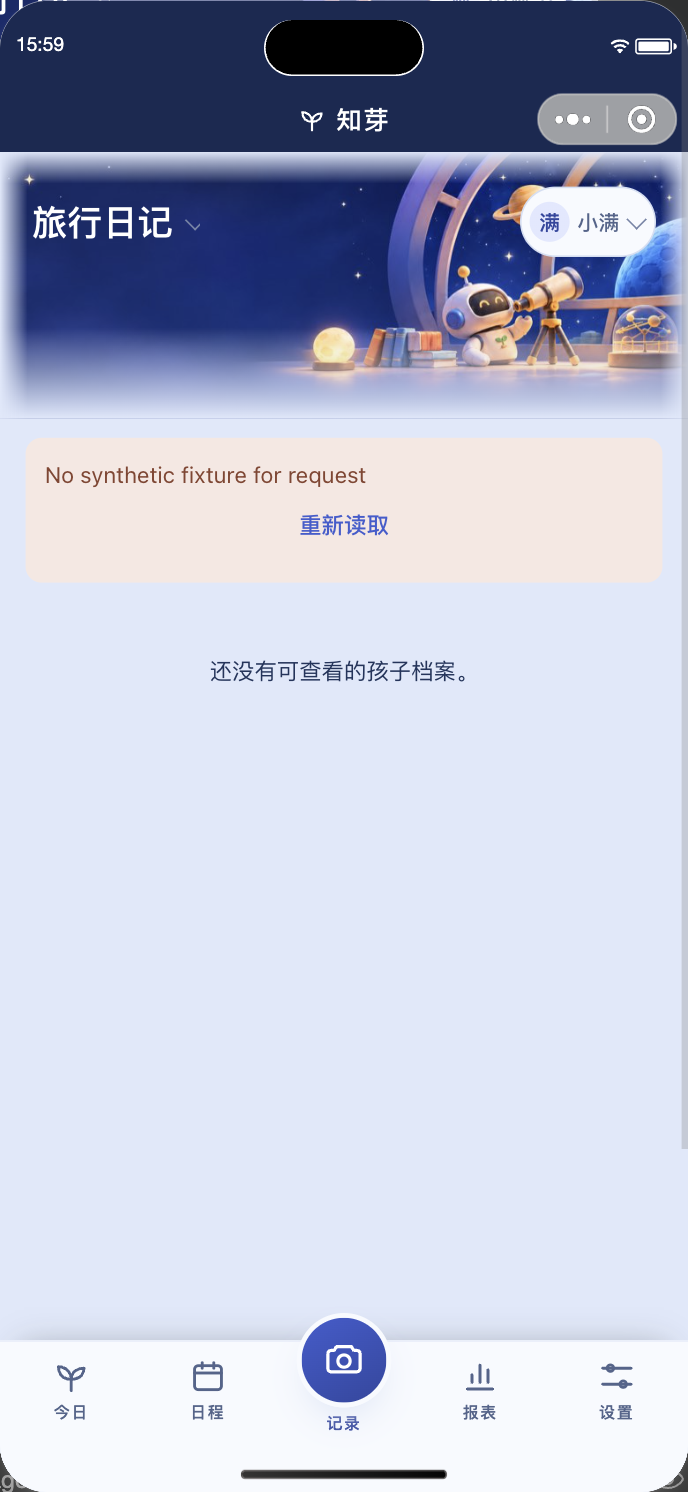 15:59
知芽
旅行日记
满 小满
No synthetic fixture for request
重新读取
还没有可查看的孩子档案。
今日
日程
记录
报表
设置